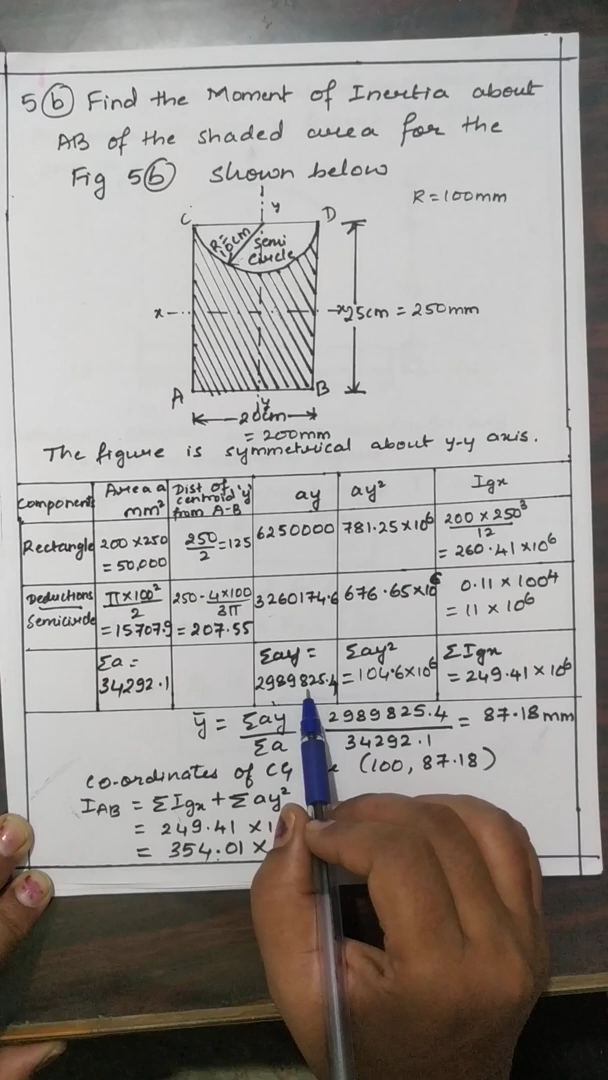 5(b) Find the Moment of Inertia about
AB of the shaded area for the
Fig 5(b) shown below
R = 100mm
y
C D
R= 10cm
semi circle
x x
25cm = 250mm
A B
y
20cm
= 200mm
The figure is symmetrical about y-y axis.
Components | Area a mm² | Dist of centroid 'y' from A-B | ay | ay² | Igx
Rectangle | 200 x 250 = 50,000 | 250/2 = 125 | 6250000 | 781.25 x 10⁶ | 200 x 250³/12 = 260.41 x 10⁶
Deductions Semicircle | π x 100²/2 = 15707.9 | 250 - 4 x 100/3π = 207.55 | 3260174.6 | 676.65 x 10⁶ | 0.11 x 100⁴ = 11 x 10⁶
Σa = 34292.1 | Σay = 2989825.4 | Σay² = 104.6 x 10⁶ | ΣIgx = 249.41 x 10⁶
ȳ = Σay/Σa 2989825.4/34292.1 = 87.18 mm
co-ordinates of CG (100, 87.18)
I_AB = ΣIgx + Σay²
= 249.41 x
= 354.01 x